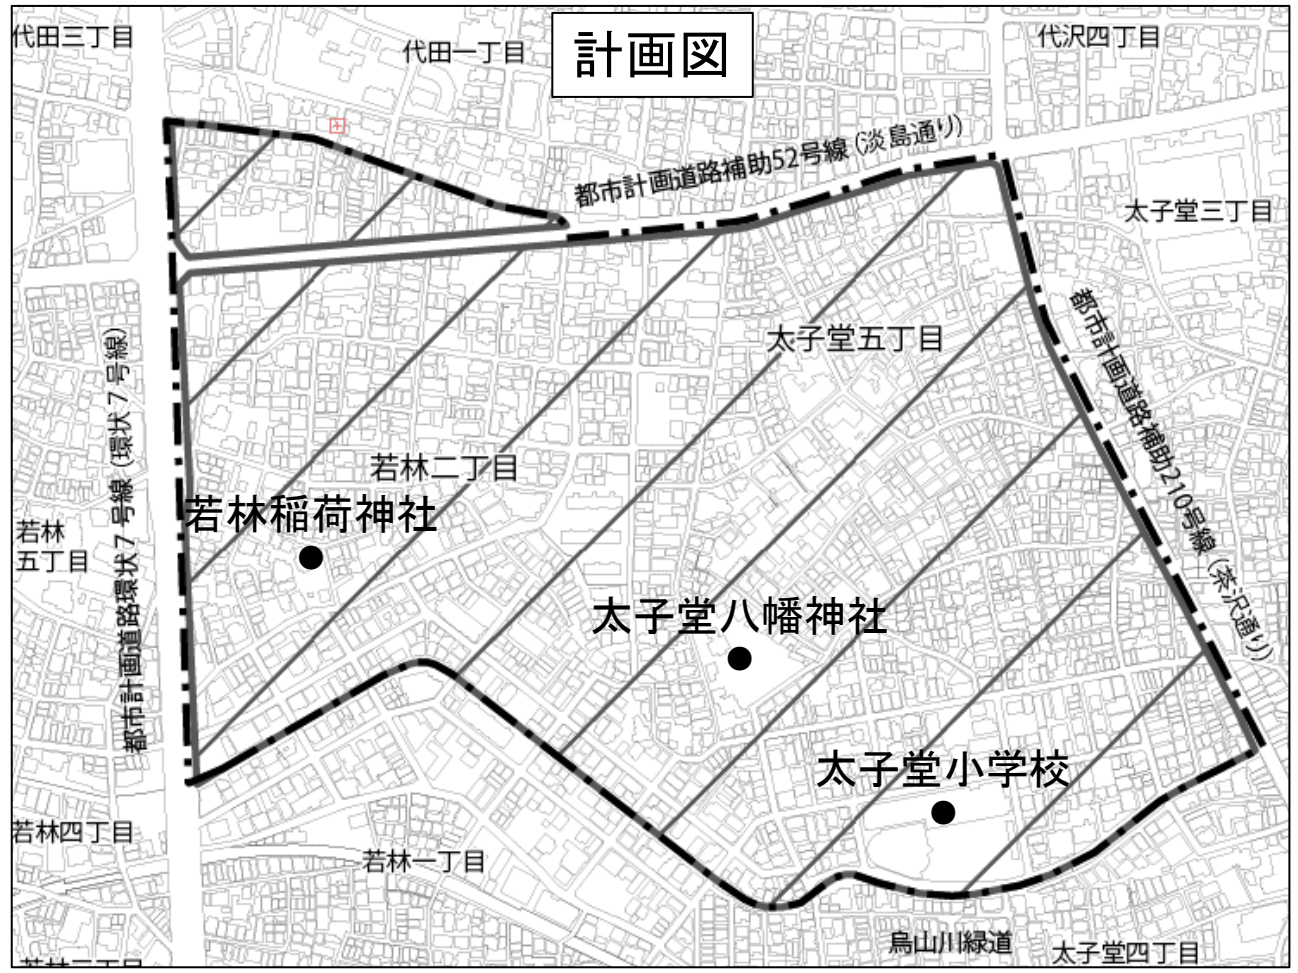 計画図
代田三丁目
代田一丁目
代沢四丁目
都市計画道路補助52号線(淡島通り)
太子堂三丁目
太子堂五丁目
都市計画道路補助210号線(茶沢通り)
都市計画道路環状7号線(環状7号線)
若林二丁目
若林稲荷神社
若林
五丁目
太子堂八幡神社
太子堂小学校
若林四丁目
若林一丁目
烏山川緑道
太子堂四丁目
若林三丁目